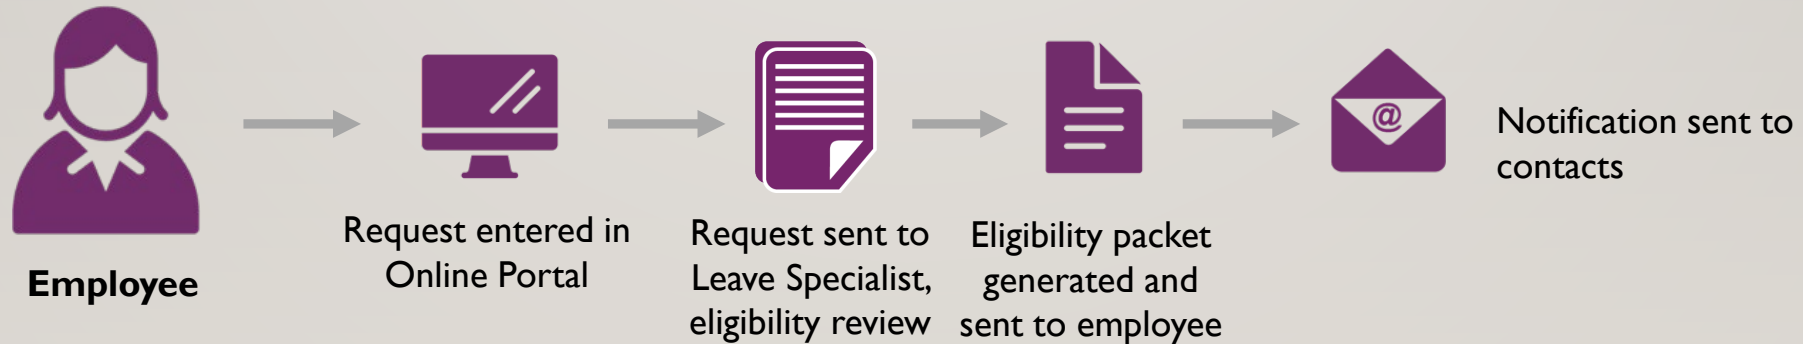 Employee
Request entered in
Online Portal
Request sent to
Leave Specialist,
eligibility review
Eligibility packet
generated and
sent to employee
@
Notification sent to
contacts